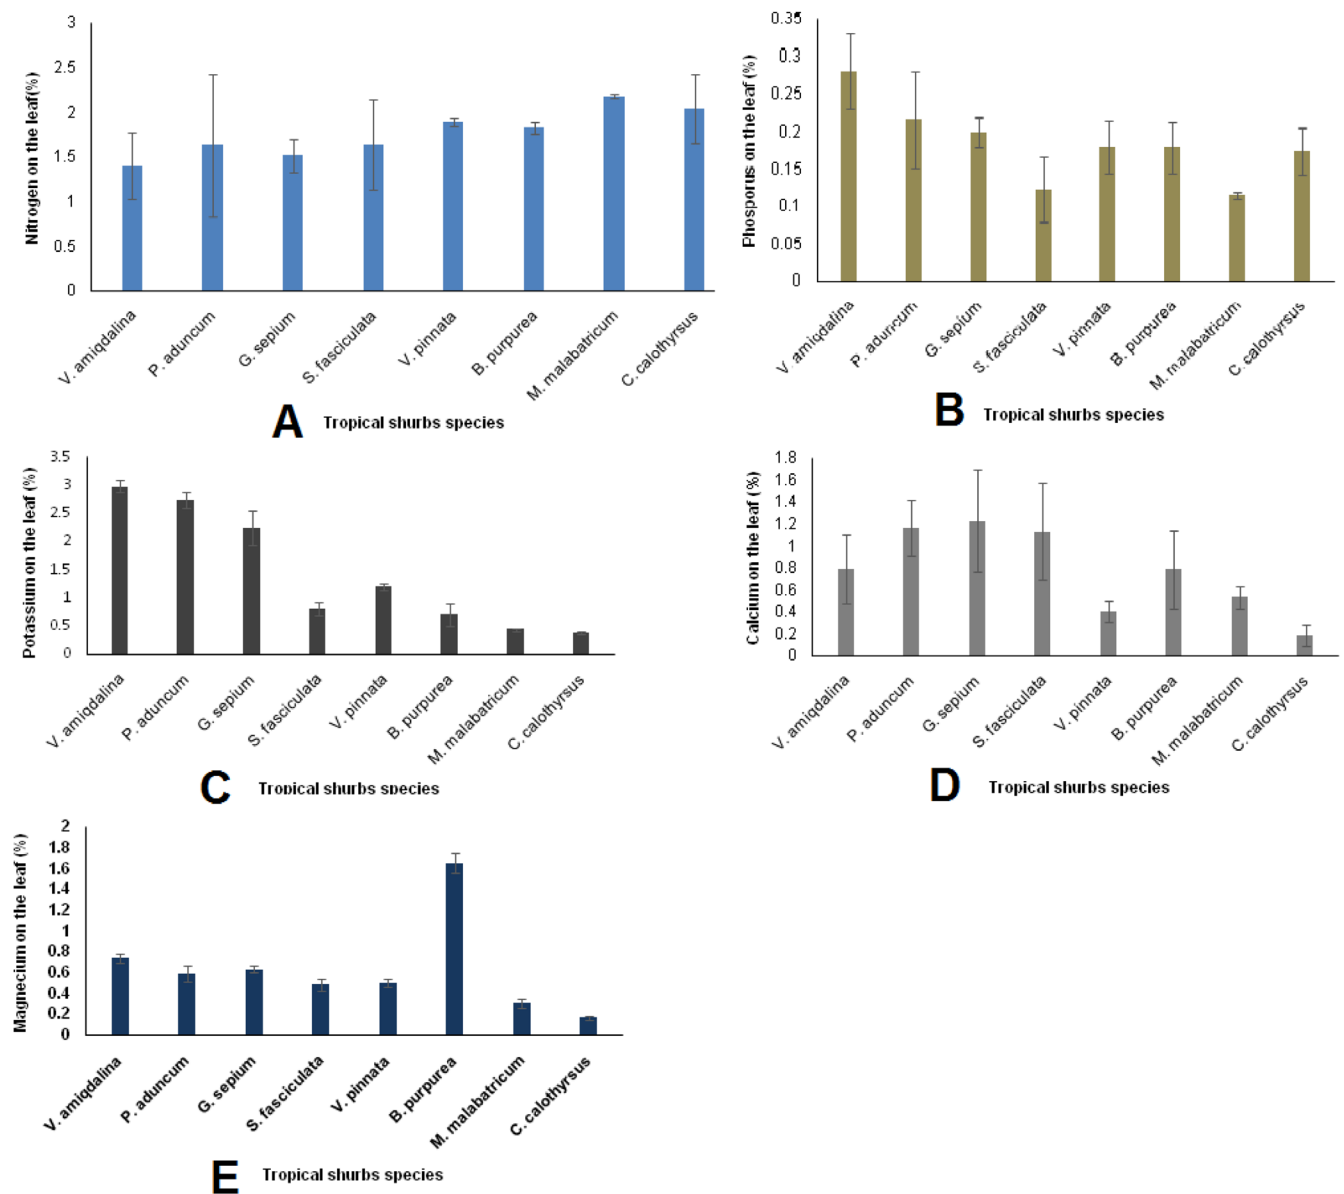 Nitrogen on the leaf(%)
3
2.5
2
1.5
1
0.5
0
V. amiqdalina
P. aduncum
G. sepium
S. fasciculata
V. pinnata
B. purpurea
M. malabatricum
C. calothyrsus
A Tropical shurbs species
Phosporus on the leaf (%)
0.35
0.3
0.25
0.2
0.15
0.1
0.05
0
V. amiqdalina
P. aduncum
G. sepium
S. fasciculata
V. pinnata
B. purpurea
M. malabatricum
C. calothyrsus
B Tropical shurbs species
Potassium on the leaf (%)
3.5
3
2.5
2
1.5
1
0.5
0
V. amiqdalina
P. aduncum
G. sepium
S. fasciculata
V. pinnata
B. purpurea
M. malabatricum
C. calothyrsus
C Tropical shurbs species
Calcium on the leaf (%)
1.8
1.6
1.4
1.2
1
0.8
0.6
0.4
0.2
0
V. amiqdalina
P. aduncum
G. sepium
S. fasciculata
V. pinnata
B. purpurea
M. malabatricum
C. calothyrsus
D Tropical shurbs species
Magnecium on the leaf (%)
2
1.8
1.6
1.4
1.2
1
0.8
0.6
0.4
0.2
0
V. amiqdalina
P. aduncum
G. sepium
S. fasciculata
V. pinnata
B. purpurea
M. malabatricum
C. calothyrsus
E Tropical shurbs species